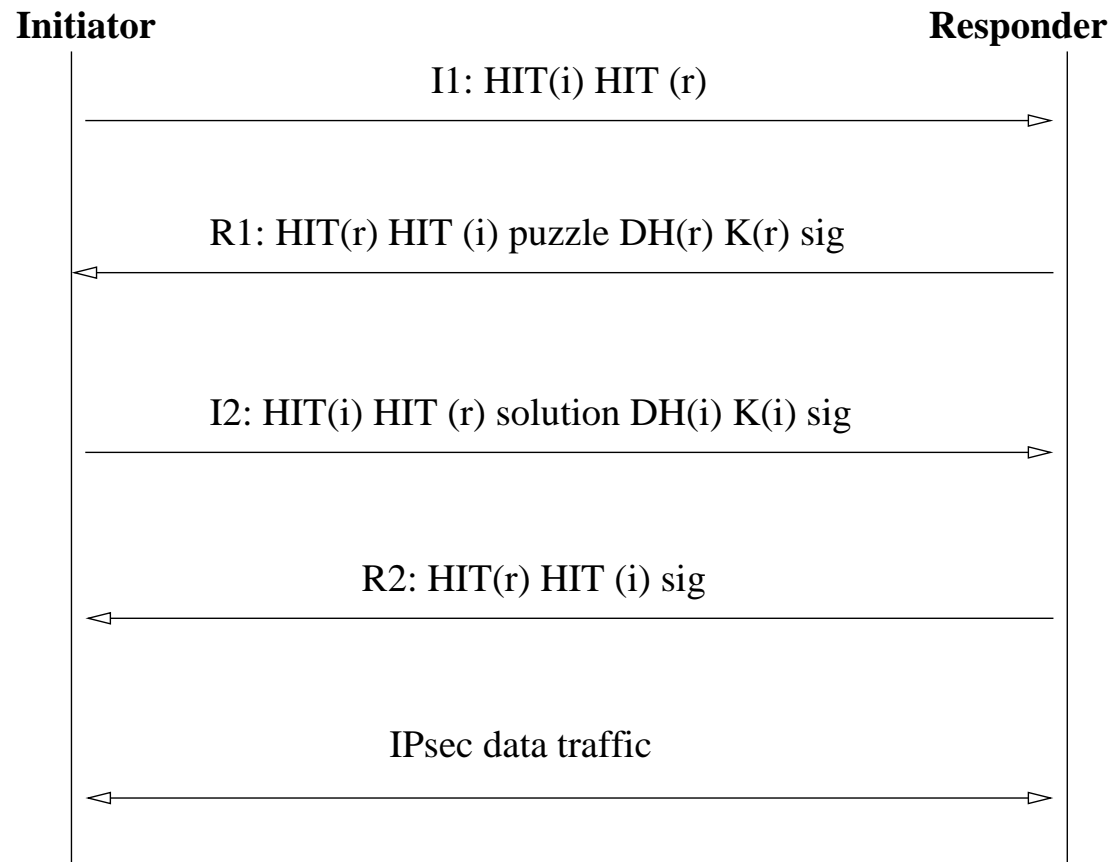 Initiator
Responder
I1: HIT(i) HIT (r)
R1: HIT(r) HIT (i) puzzle DH(r) K(r) sig
I2: HIT(i) HIT (r) solution DH(i) K(i) sig
R2: HIT(r) HIT (i) sig
IPsec data traffic